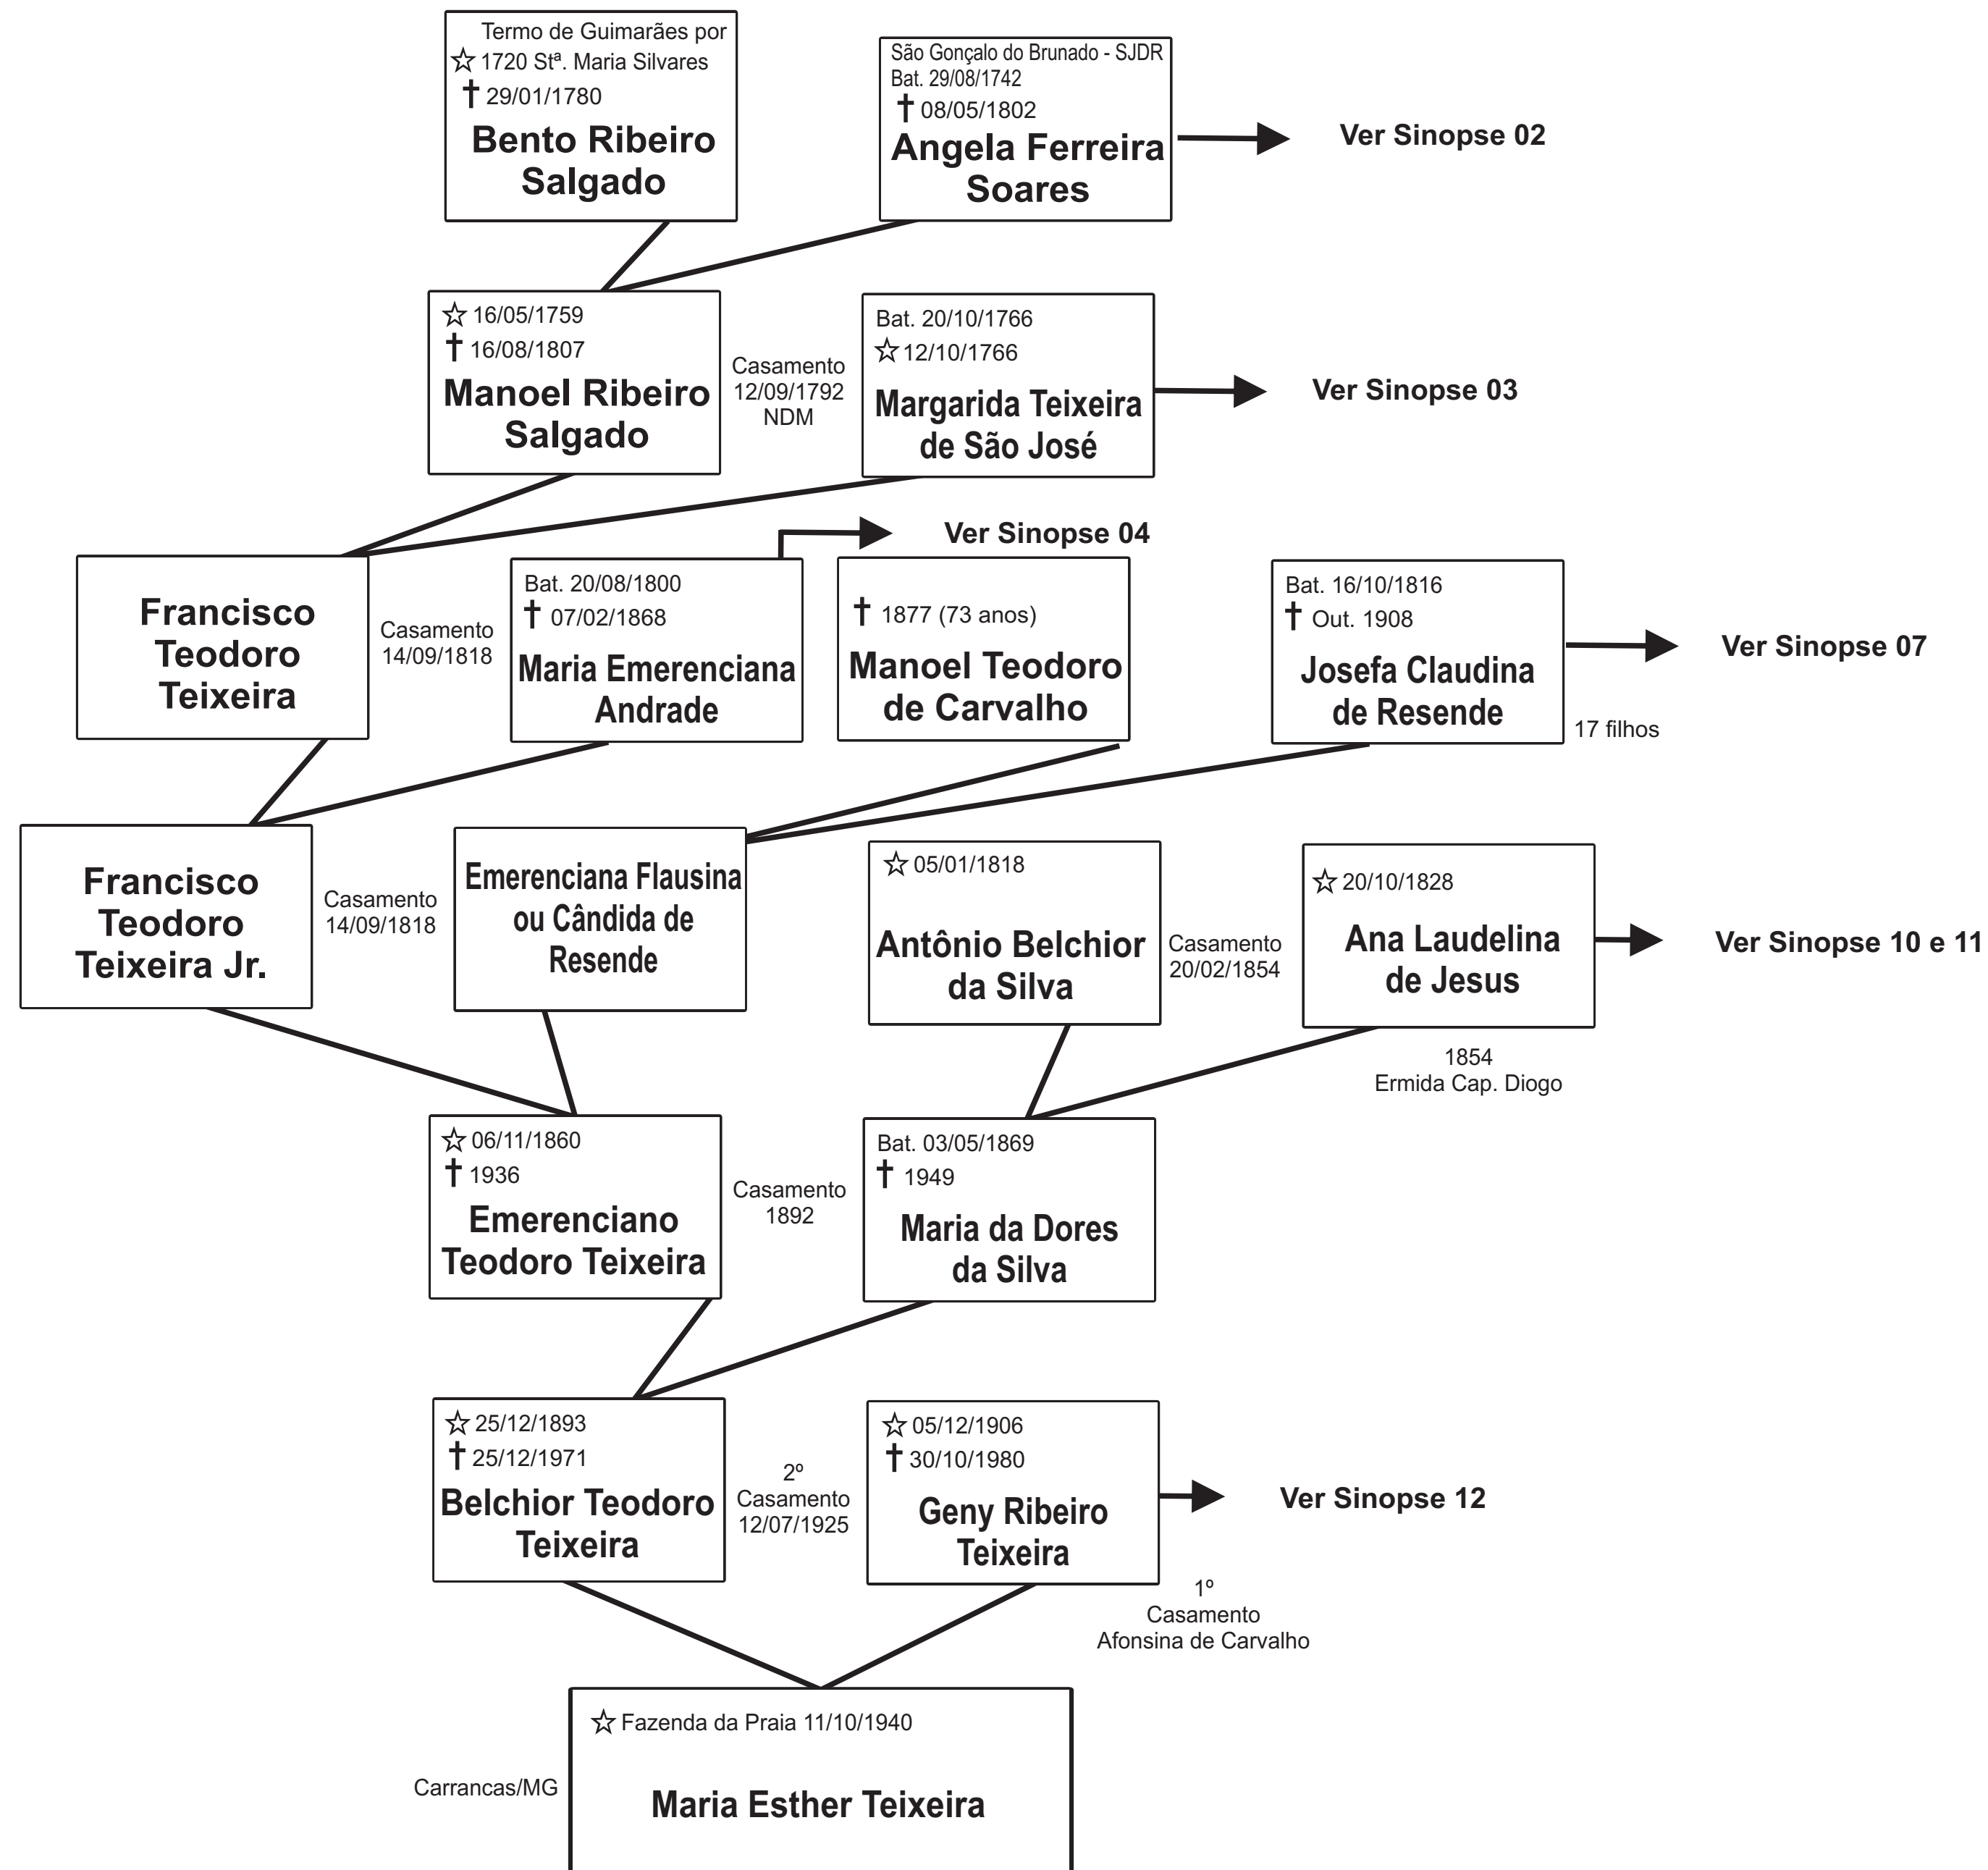 Termo de Guimarães por
☆ 1720 Stª. Maria Silvares
† 29/01/1780
Bento Ribeiro
Salgado
São Gonçalo do Brunado - SJDR
Bat. 29/08/1742
† 08/05/1802
Angela Ferreira
Soares
Ver Sinopse 02
☆ 16/05/1759
† 16/08/1807
Manoel Ribeiro
Salgado
Casamento
12/09/1792
NDM
Bat. 20/10/1766
☆ 12/10/1766
Margarida Teixeira
de São José
Ver Sinopse 03
Francisco
Teodoro
Teixeira
Casamento
14/09/1818
Ver Sinopse 04
Bat. 20/08/1800
† 07/02/1868
Maria Emerenciana
Andrade
† 1877 (73 anos)
Manoel Teodoro
de Carvalho
Bat. 16/10/1816
† Out. 1908
Josefa Claudina
de Resende
17 filhos
Ver Sinopse 07
Francisco
Teodoro
Teixeira Jr.
Casamento
14/09/1818
Emerenciana Flausina
ou Cândida de
Resende
☆ 05/01/1818
Antônio Belchior
da Silva
Casamento
20/02/1854
☆ 20/10/1828
Ana Laudelina
de Jesus
Ver Sinopse 10 e 11
1854
Ermida Cap. Diogo
☆ 06/11/1860
† 1936
Emerenciano
Teodoro Teixeira
Casamento
1892
Bat. 03/05/1869
† 1949
Maria da Dores
da Silva
☆ 25/12/1893
† 25/12/1971
Belchior Teodoro
Teixeira
2º
Casamento
12/07/1925
☆ 05/12/1906
† 30/10/1980
Geny Ribeiro
Teixeira
Ver Sinopse 12
1º
Casamento
Afonsina de Carvalho
☆ Fazenda da Praia 11/10/1940
Carrancas/MG
Maria Esther Teixeira